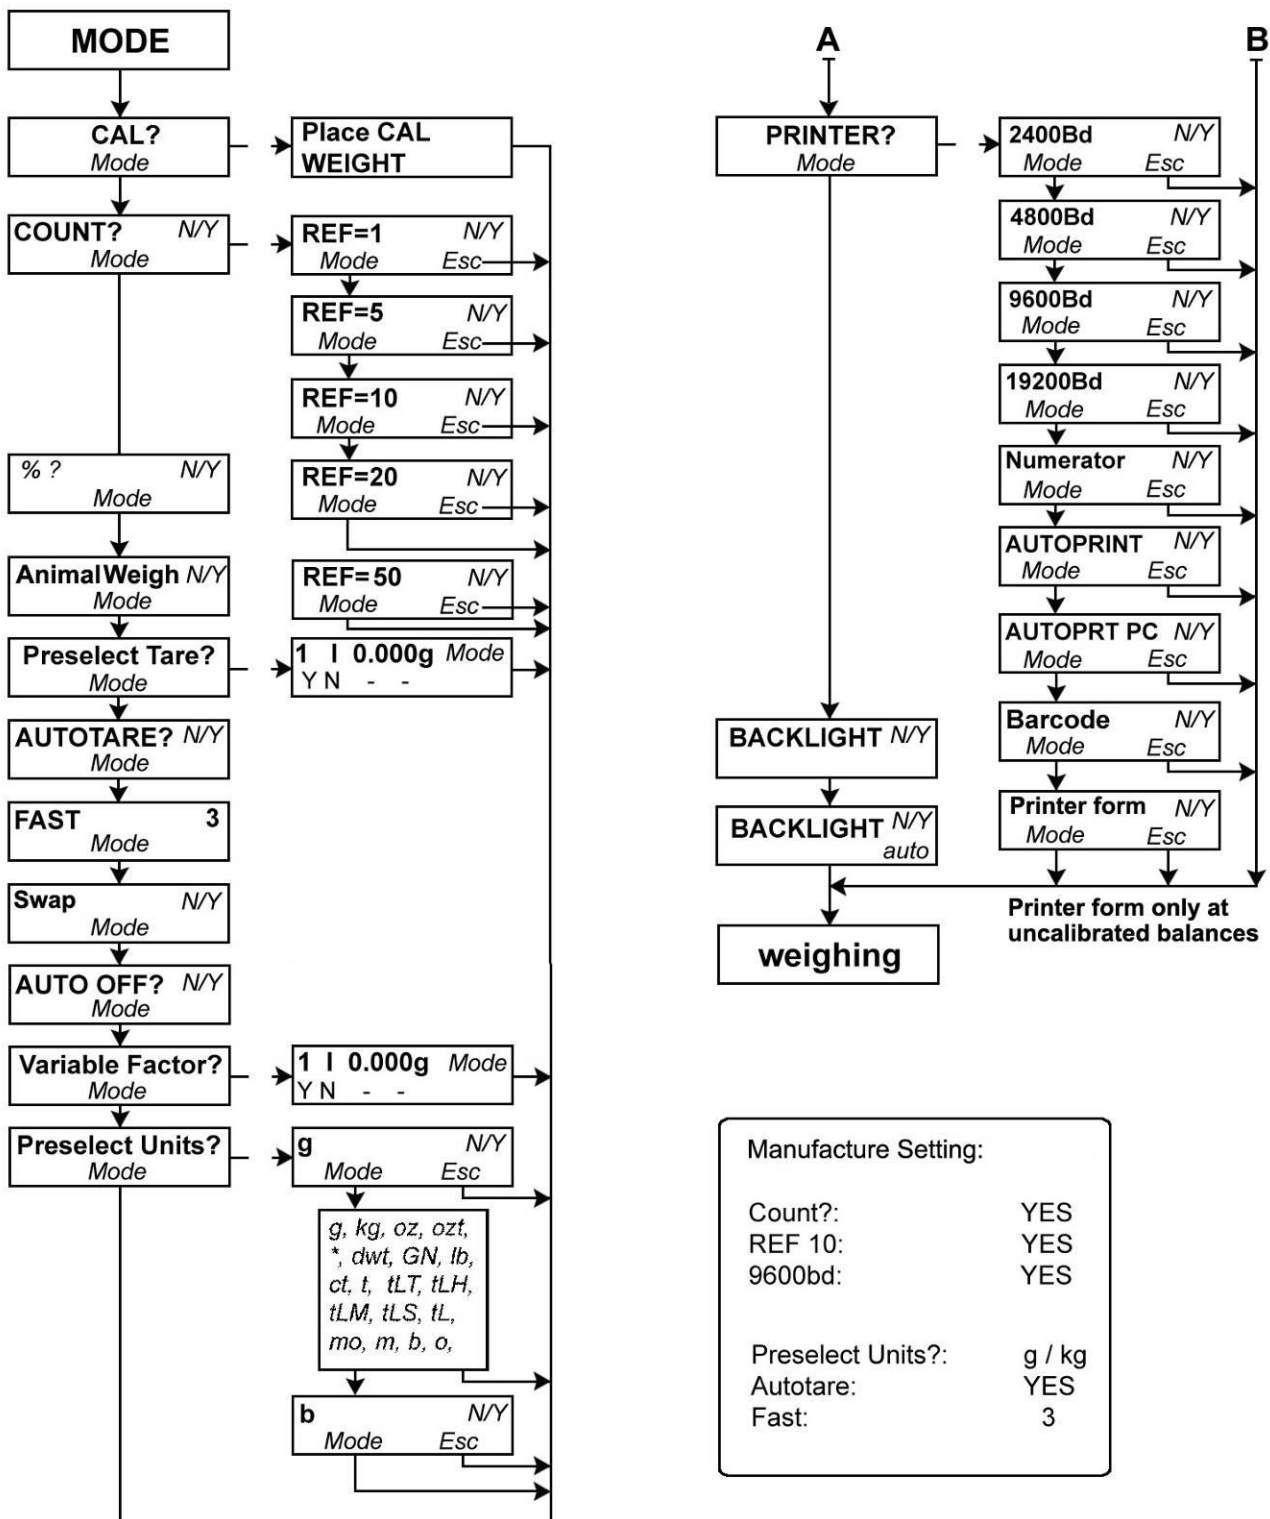 MODE
CAL?
Mode
Place CAL
WEIGHT
COUNT? N/Y
Mode
REF=1 N/Y
Mode Esc
REF=5 N/Y
Mode Esc
REF=10 N/Y
Mode Esc
REF=20 N/Y
Mode Esc
% ? N/Y
Mode
Animal Weigh N/Y
Mode
REF=50 N/Y
Mode Esc
Preselect Tare?
Mode
1 I 0.000g Mode
Y N - -
AUTOTARE? N/Y
Mode
FAST 3
Mode
Swap N/Y
Mode
AUTO OFF? N/Y
Mode
Variable Factor?
Mode
1 I 0.000g Mode
Y N - -
Preselect Units?
Mode
g N/Y
Mode Esc
g, kg, oz, ozt,
*, dwt, GN, lb,
ct, t, tLT, tLH,
tLM, tLS, tL,
mo, m, b, o,
b N/Y
Mode Esc
A
B
PRINTER?
Mode
2400Bd N/Y
Mode Esc
4800Bd N/Y
Mode Esc
9600Bd N/Y
Mode Esc
19200Bd N/Y
Mode Esc
Numerator N/Y
Mode Esc
AUTOPRINT N/Y
Mode Esc
AUTOPRT PC N/Y
Mode Esc
Barcode N/Y
Mode Esc
Printer form N/Y
Mode Esc
BACKLIGHT N/Y
BACKLIGHT N/Y
auto
Printer form only at
uncalibrated balances
weighing
Manufacture Setting:
Count?: YES
REF 10: YES
9600bd: YES
Preselect Units?: g / kg
Autotare: YES
Fast: 3